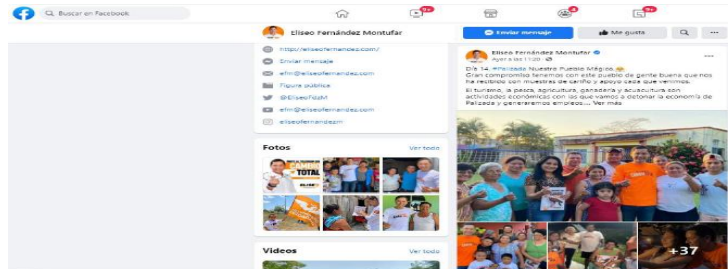 Buscar en Facebook
9+
4
9+
Eliseo Fernández Montufar
Enviar mensaje
Me gusta
http://eliseofernandez.com/
Enviar mensaje
efm@eliseofernandez.com
Figura pública
@EliseoFdzM
efm@eliseofernandez.com
eliseofernandezm
Fotos
Ver todo
TOTAL
ELISEO
Videos
Ver todo
Eliseo Fernández Montufar
Ayer a las 11:20
Día 14. #Palizada Nuestro Pueblo Mágico.
Gran compromiso tenemos con este pueblo de gente buena que nos
ha recibido con muestras de cariño y apoyo cada que venimos.
El turismo, la pesca, agricultura, ganadería y acuacultura son
actividades económicas con las que vamos a detonar la economía de
Palizada y generaremos empleos... Ver más
+37